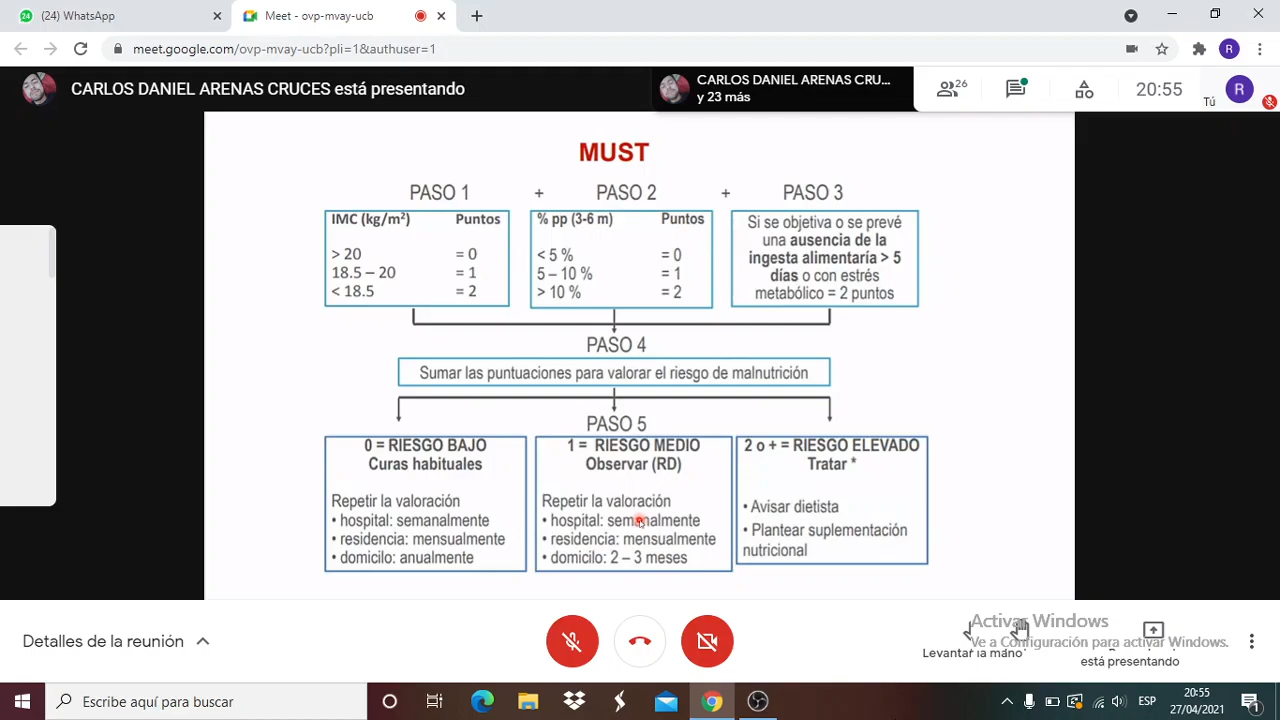 (24) WhatsApp
Meet - ovp-mvay-ucb
meet.google.com/ovp-mvay-ucb?pli=1&authuser=1
R
CARLOS DANIEL ARENAS CRUCES está presentando
CARLOS DANIEL ARENAS CRU...
y 23 más
26
20:55
Tú
R
MUST
PASO 1 + PASO 2 + PASO 3
IMC (kg/m²) Puntos
> 20 = 0
18.5 – 20 = 1
< 18.5 = 2
% pp (3-6 m) Puntos
< 5 % = 0
5 – 10 % = 1
> 10 % = 2
Si se objetiva o se prevé
una ausencia de la
ingesta alimentaría > 5
días o con estrés
metabólico = 2 puntos
PASO 4
Sumar las puntuaciones para valorar el riesgo de malnutrición
PASO 5
0 = RIESGO BAJO
Curas habituales
Repetir la valoración
• hospital: semanalmente
• residencia: mensualmente
• domicilo: anualmente
1 = RIESGO MEDIO
Observar (RD)
Repetir la valoración
• hospital: semanalmente
• residencia: mensualmente
• domicilo: 2 – 3 meses
2 o + = RIESGO ELEVADO
Tratar *
• Avisar dietista
• Plantear suplementación
nutricional
Detalles de la reunión
Activar Windows
Ve a Configuración para activar Windows.
Levantar la mano
está presentando
Escribe aquí para buscar
ESP
20:55
27/04/2021
1